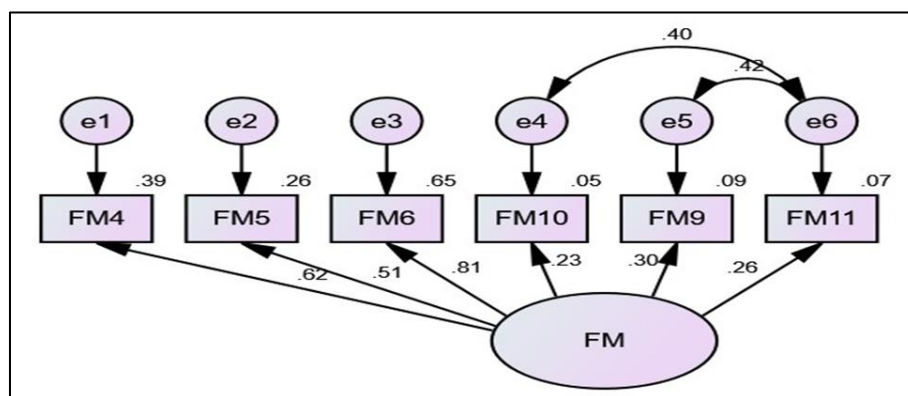 .40
.42
e1 e2 e3 e4 e5 e6
.39 .26 .65 .05 .09 .07
FM4 FM5 FM6 FM10 FM9 FM11
.62 .51 .81 .23 .30 .26
FM